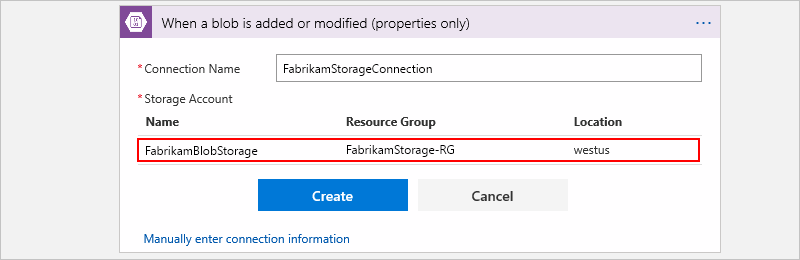 When a blob is added or modified (properties only)
* Connection Name FabrikamStorageConnection
* Storage Account
Name Resource Group Location
FabrikamBlobStorage FabrikamStorage-RG westus
Create Cancel
Manually enter connection information